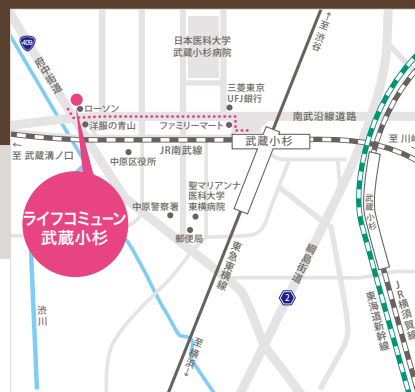 409
府中街道
日本医科大学
武蔵小杉病院
←至 渋谷
三菱東京
UFJ銀行
ローソン
洋服の青山
ファミリーマート
南武沿線道路
←
至 武蔵溝ノ口
JR南武線
武蔵小杉
至 川崎
中原区役所
武蔵小杉
ライフコミューン
武蔵小杉
聖マリアンナ
医科大学
東横病院
中原警察署
郵便局
東急東横線
綱島街道
2
渋川
至 横浜→
東海道新幹線
JR横須賀線